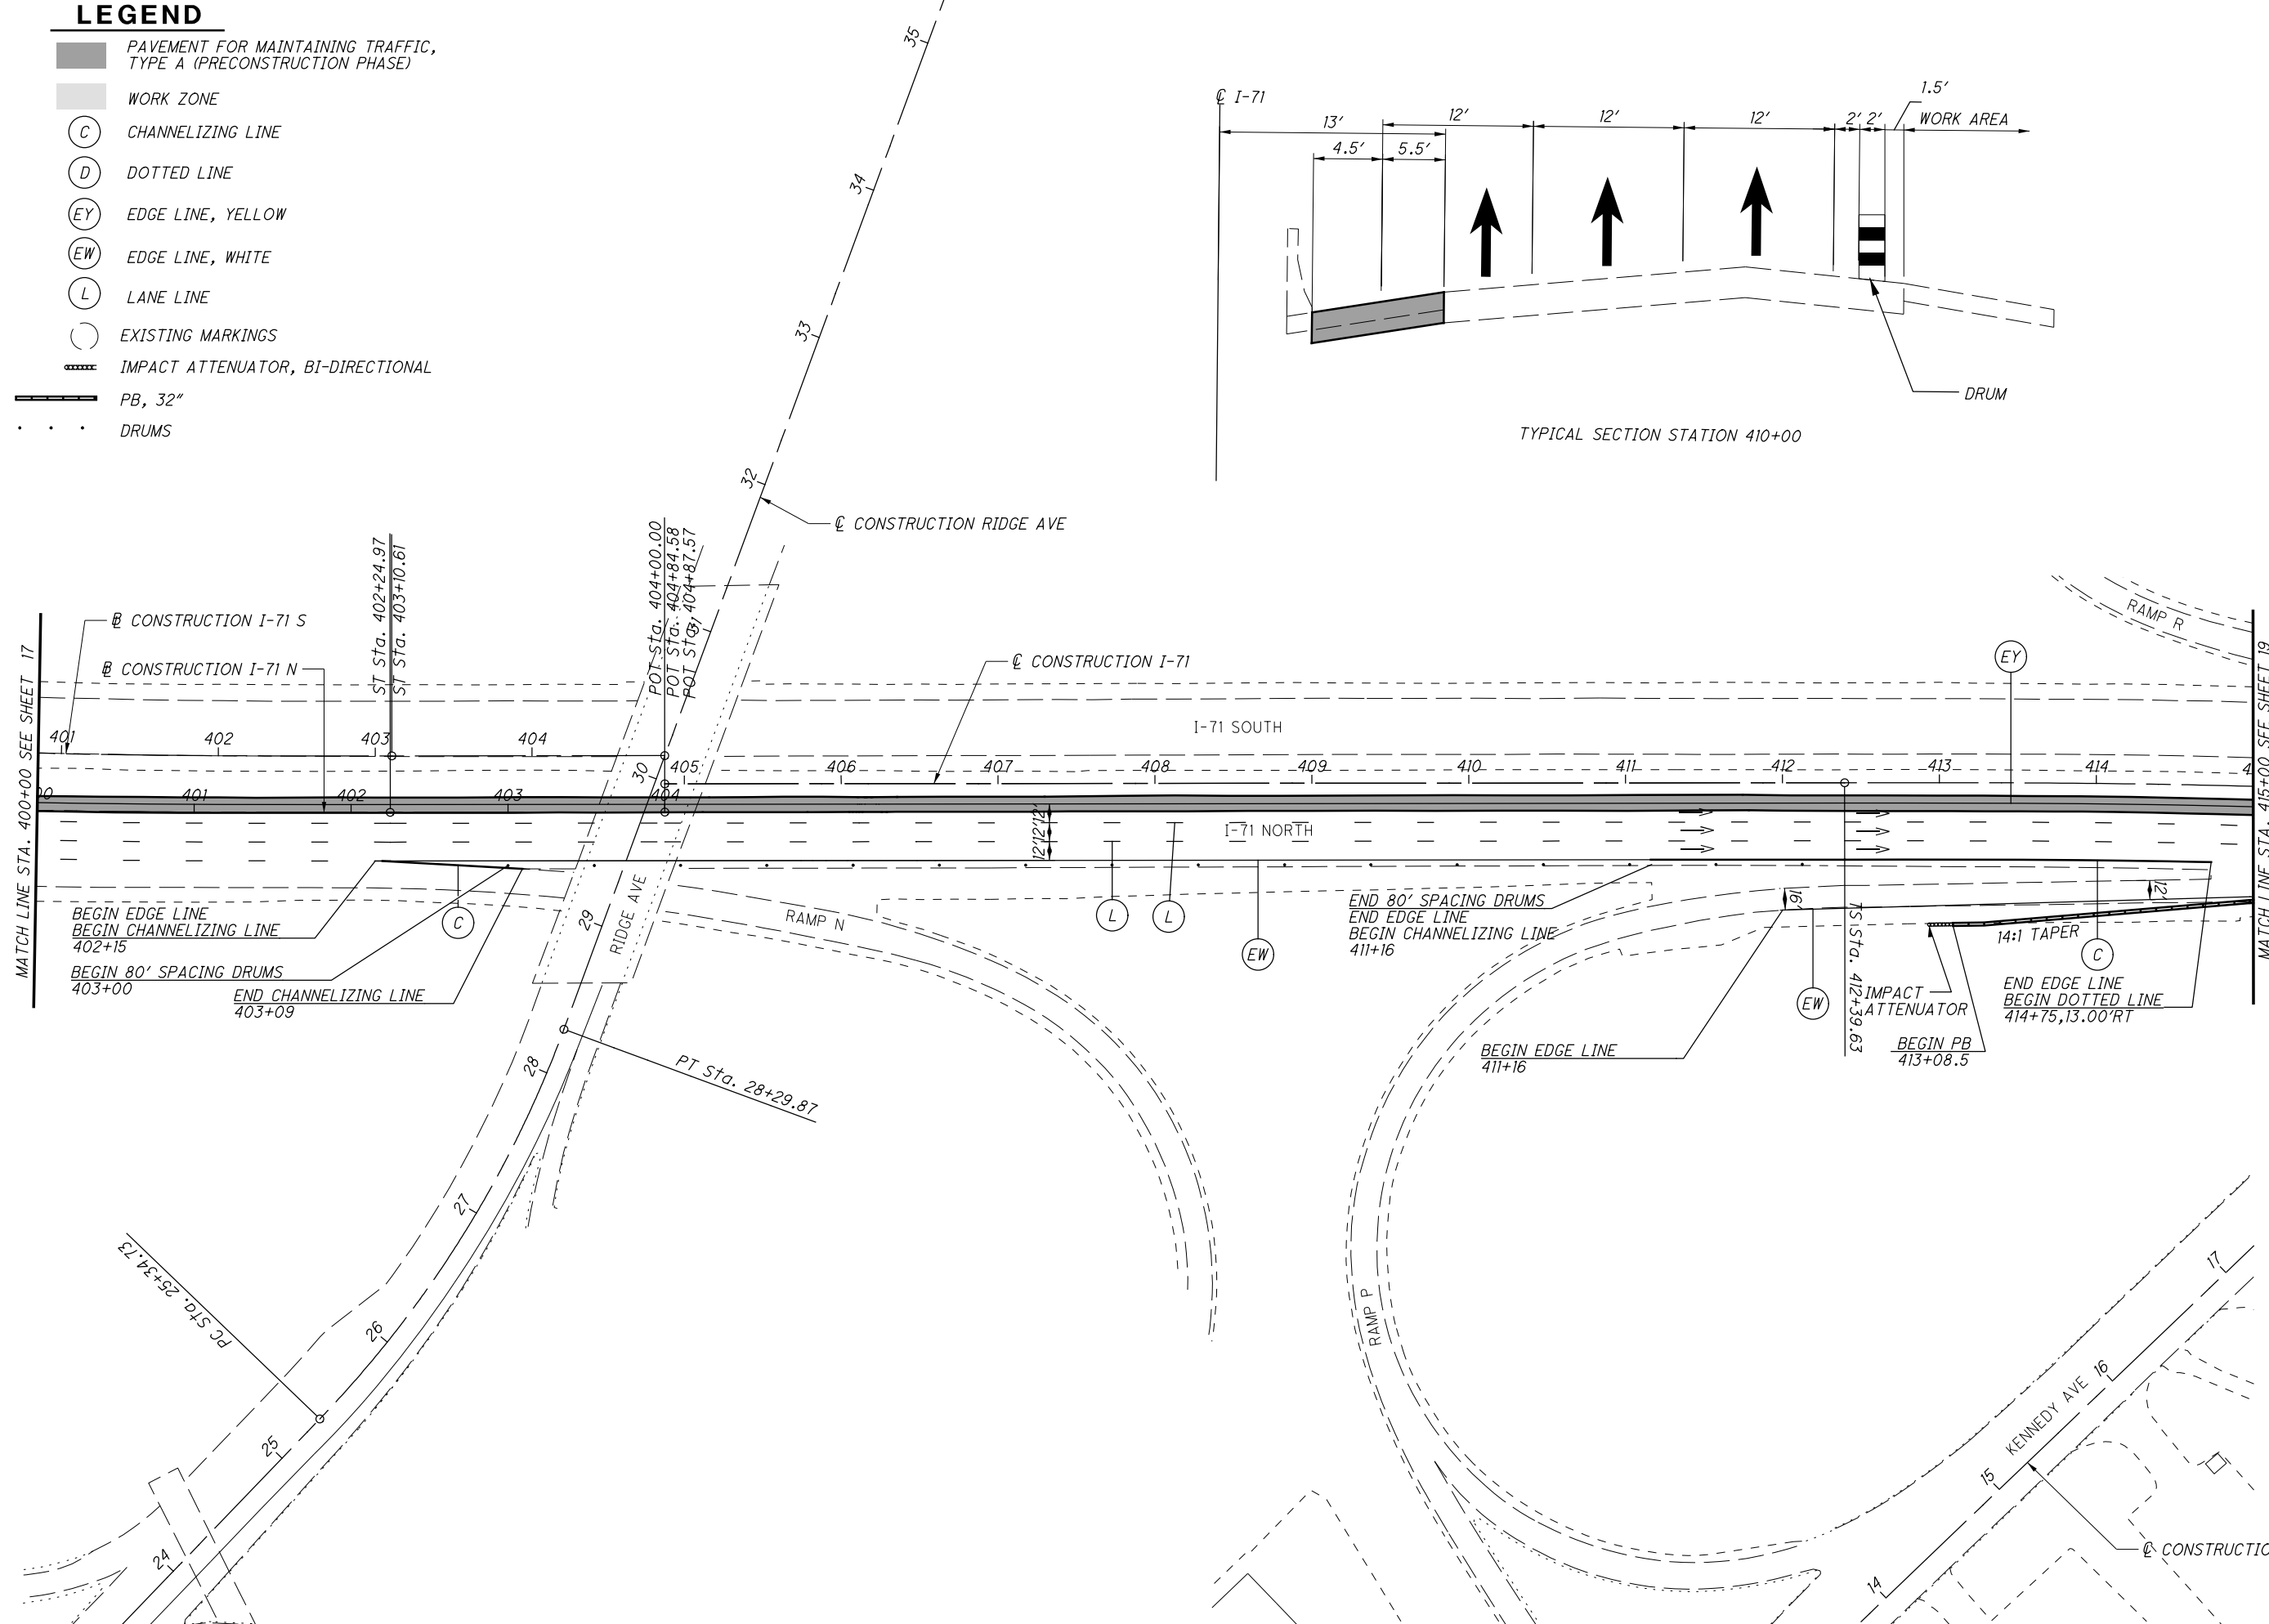 LEGEND
PAVEMENT FOR MAINTAINING TRAFFIC,
TYPE A (PRECONSTRUCTION PHASE)
WORK ZONE
C
CHANNELIZING LINE
D
DOTTED LINE
EY
EDGE LINE, YELLOW
EW
EDGE LINE, WHITE
L
LANE LINE
EXISTING MARKINGS
IMPACT ATTENUATOR, BI-DIRECTIONAL
PB, 32"
DRUMS
℄ I-71
13'
12'
12'
12'
2'
2'
1.5'
WORK AREA
4.5'
5.5'
DRUM
TYPICAL SECTION STATION 410+00
35
34
33
32
31
30
29
28
27
26
25
24
℄ CONSTRUCTION RIDGE AVE
MATCH LINE STA. 400+00 SEE SHEET 17
B CONSTRUCTION I-71 S
B CONSTRUCTION I-71 N
ST Sta. 402+24.97
ST Sta. 403+10.61
POT Sta. 404+00.00
POT Sta. 404+84.58
POT Sta. 404+87.57
℄ CONSTRUCTION I-71
EY
RAMP R
MATCH LINE STA. 415+00 SEE SHEET 19
I-71 SOUTH
401
402
403
404
405
406
407
408
409
410
411
412
413
414
4
00
401
402
403
404
12'
12'
12'
I-71 NORTH
BEGIN EDGE LINE
BEGIN CHANNELIZING LINE
402+15
BEGIN 80' SPACING DRUMS
403+00
END CHANNELIZING LINE
403+09
C
RIDGE AVE
RAMP N
L
L
EW
END 80' SPACING DRUMS
END EDGE LINE
BEGIN CHANNELIZING LINE
411+16
16'
12'
TS Sta. 412+39.63
14:1 TAPER
C
EW
IMPACT
ATTENUATOR
END EDGE LINE
BEGIN DOTTED LINE
414+75,13.00'RT
BEGIN EDGE LINE
411+16
BEGIN PB
413+08.5
PT Sta. 28+29.87
PC Sta. 25+34.73
RAMP P
KENNEDY AVE
17
16
15
14
℄ CONSTRUCTIO